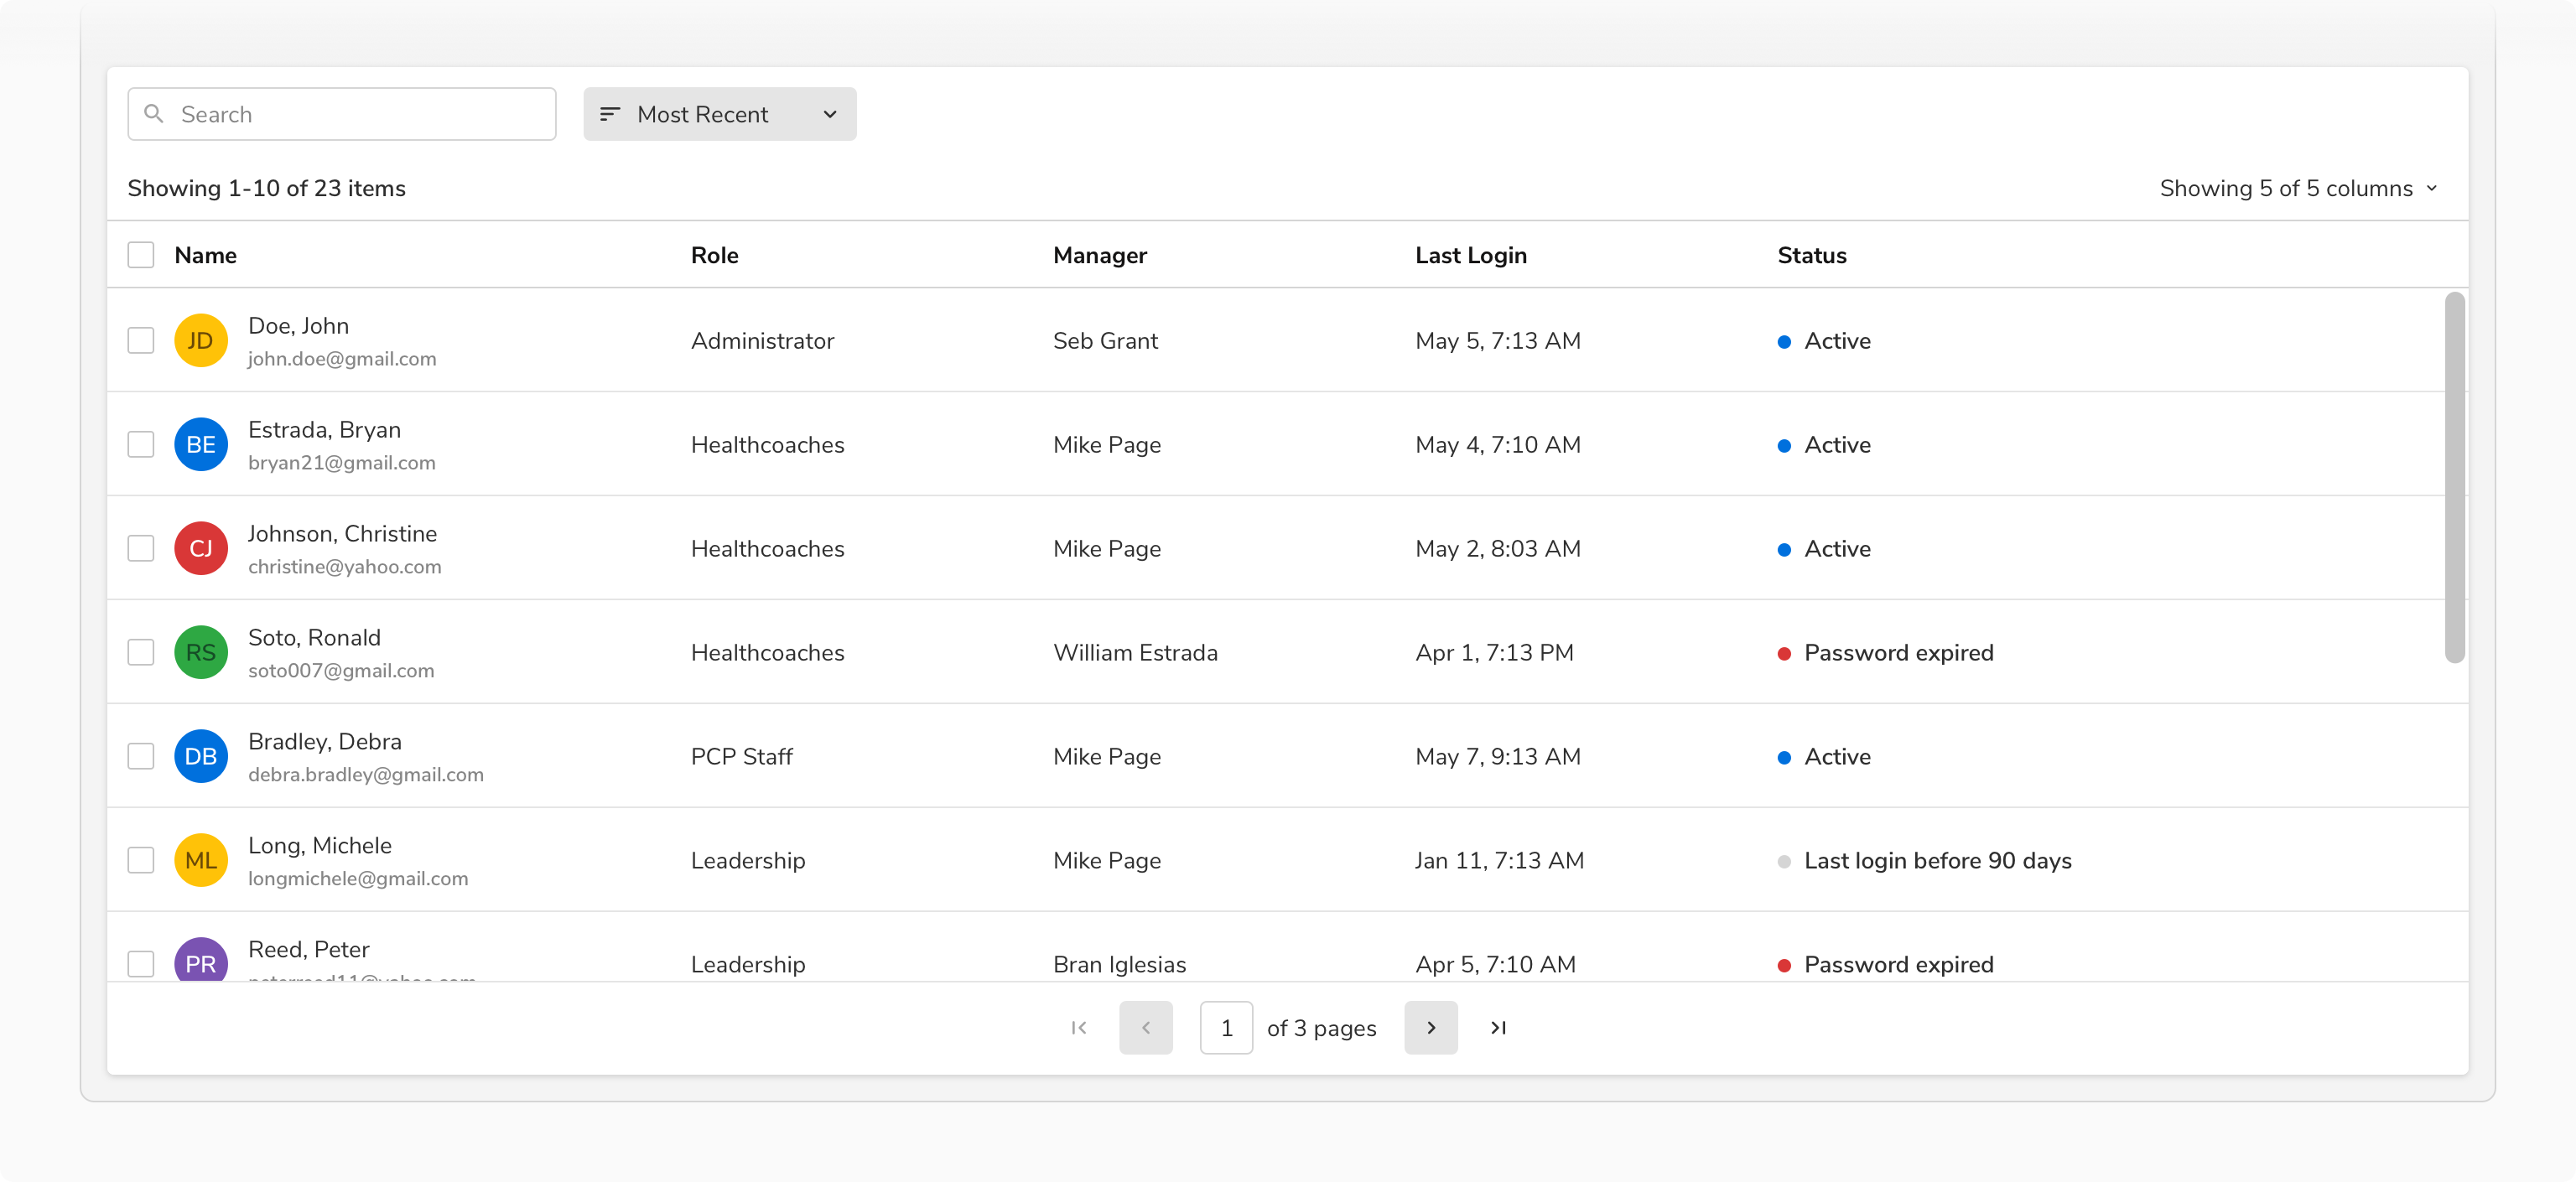 Search
Most Recent
Showing 1-10 of 23 items
Showing 5 of 5 columns
Name Role Manager Last Login Status
JD Doe, John Administrator Seb Grant May 5, 7:13 AM Active
john.doe@gmail.com
BE Estrada, Bryan Healthcoaches Mike Page May 4, 7:10 AM Active
bryan21@gmail.com
CJ Johnson, Christine Healthcoaches Mike Page May 2, 8:03 AM Active
christine@yahoo.com
RS Soto, Ronald Healthcoaches William Estrada Apr 1, 7:13 PM Password expired
soto007@gmail.com
DB Bradley, Debra PCP Staff Mike Page May 7, 9:13 AM Active
debra.bradley@gmail.com
ML Long, Michele Leadership Mike Page Jan 11, 7:13 AM Last login before 90 days
longmichele@gmail.com
PR Reed, Peter Leadership Bran Iglesias Apr 5, 7:10 AM Password expired
1 of 3 pages